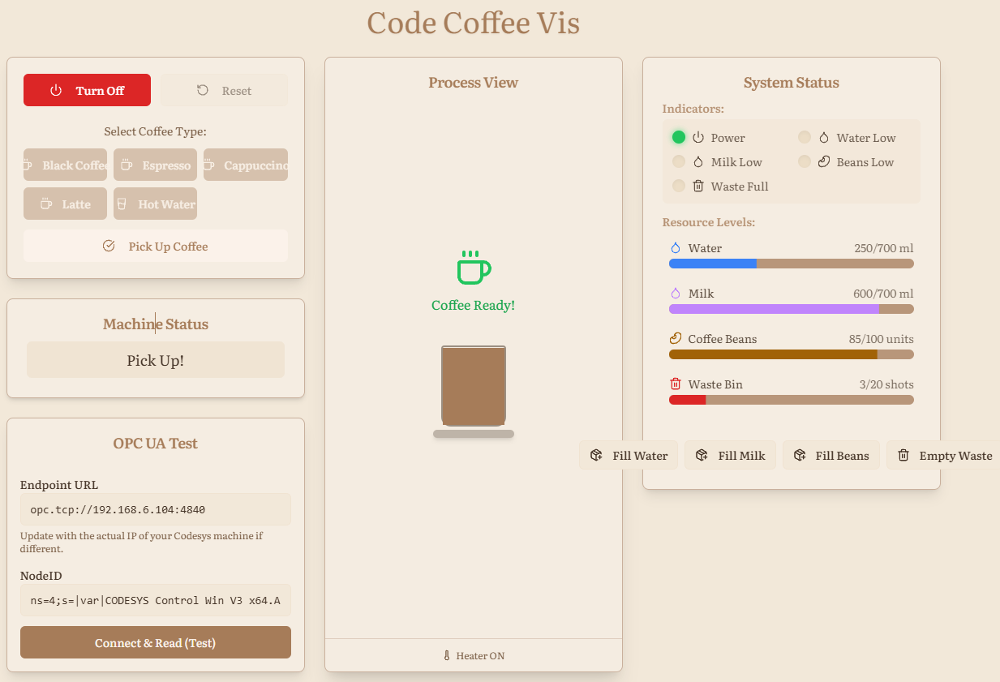 Code Coffee Vis
Turn Off
Reset
Select Coffee Type:
Black Coffee
Espresso
Cappuccino
Latte
Hot Water
Pick Up Coffee
Machine Status
Pick Up!
OPC UA Test
Endpoint URL
opc.tcp://192.168.6.104:4840
Update with the actual IP of your Codesys machine if
different.
NodeID
ns=4;s=|var|CODESYS Control Win V3 x64.A
Connect & Read (Test)
Process View
Coffee Ready!
Heater ON
System Status
Indicators:
Power
Water Low
Milk Low
Beans Low
Waste Full
Resource Levels:
Water 250/700 ml
Milk 600/700 ml
Coffee Beans 85/100 units
Waste Bin 3/20 shots
Fill Water
Fill Milk
Fill Beans
Empty Waste